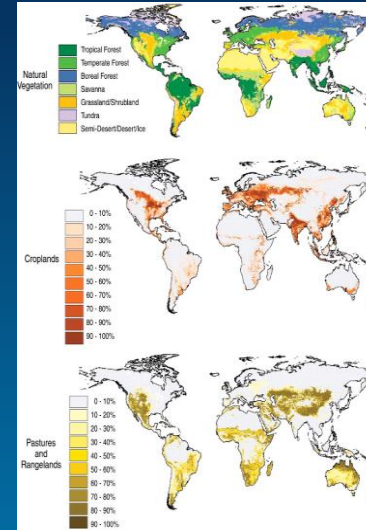 Natural
Vegetation
Tropical Forest
Temperate Forest
Boreal Forest
Savanna
Grassland/Shrubland
Tundra
Semi-Desert/Desert/Ice
Croplands
0 - 10%
10 - 20%
20 - 30%
30 - 40%
40 - 50%
50 - 60%
60 - 70%
70 - 80%
80 - 90%
90 - 100%
Pastures
and
Rangelands
0 - 10%
10 - 20%
20 - 30%
30 - 40%
40 - 50%
50 - 60%
60 - 70%
70 - 80%
80 - 90%
90 - 100%